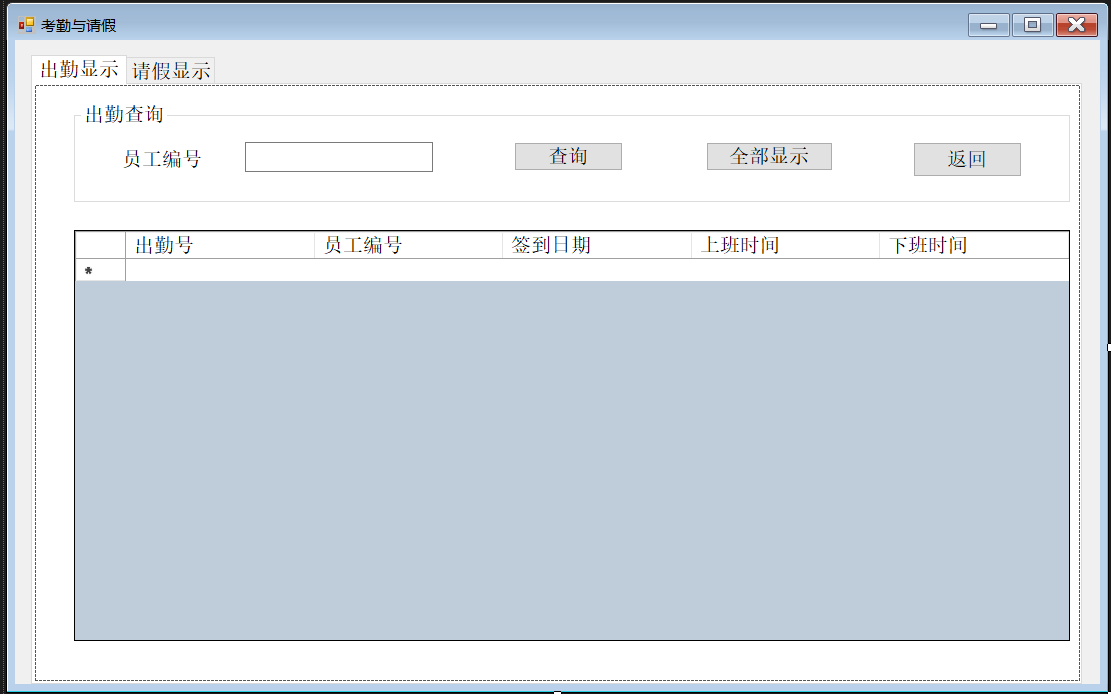 考勤与请假
出勤显示 请假显示
出勤查询
员工编号 查询 全部显示 返回
出勤号 员工编号 签到日期 上班时间 下班时间
*